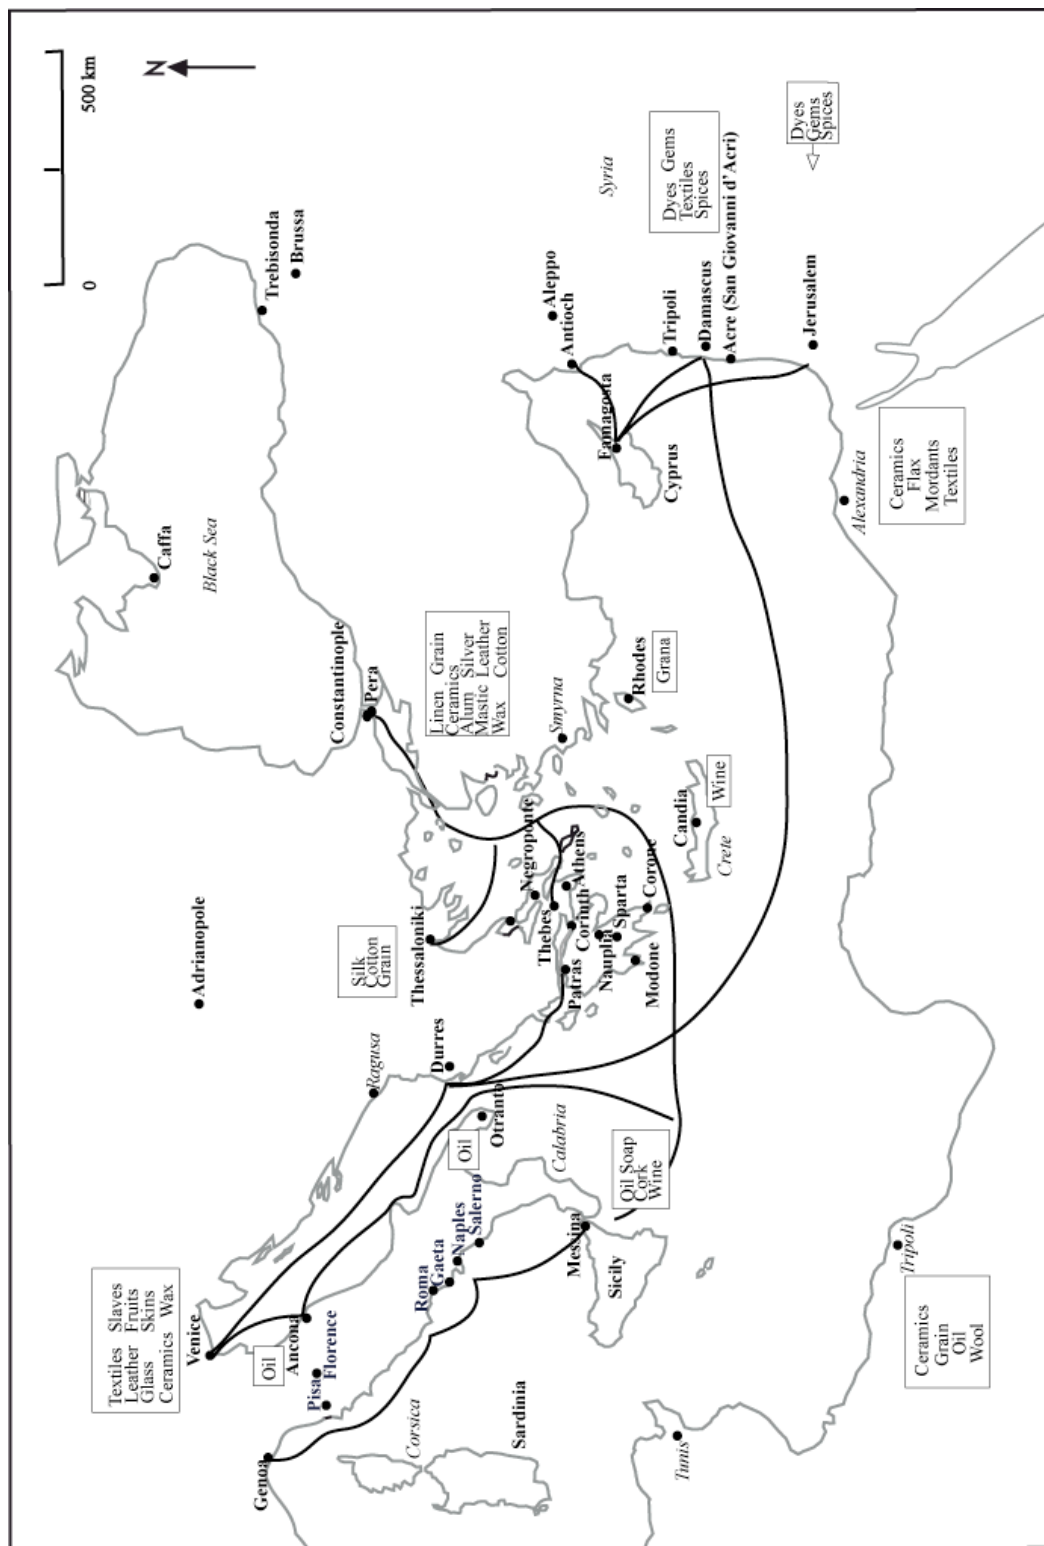 Textiles Slaves
Leather Fruits
Glass Skins
Ceramics Wax
Venice
Genoa
Oil
Ancona
Pisa
Florence
Corsica
Sardinia
Roma
Gaeta
Naples
Salerno
Oil
Otranto
Calabria
Messina
Sicily
Oil Soap
Cork
Wine
Tunis
Tripoli
Ceramics
Grain
Oil
Wool
Adrianopole
Ragusa
Durres
Silk
Cotton
Grain
Thessaloniki
Negroponte
Thebes
Athens
Corinth
Patras
Nauplia
Sparta
Modone
Corone
Candia
Wine
Crete
Constantinople
Pera
Linen Grain
Ceramics
Alum Silver
Mastic Leather
Wax Cotton
Smyrna
Rhodes
Grana
Caffa
Black Sea
Trebisonda
Brussa
0
500 km
N
Aleppo
Antioch
Famagosta
Cyprus
Syria
Tripoli
Damascus
Acre (San Giovanni d'Acri)
Dyes Gems
Textiles
Spices
Jerusalem
Dyes
Gems
Spices
Alexandria
Ceramics
Flax
Mordants
Textiles